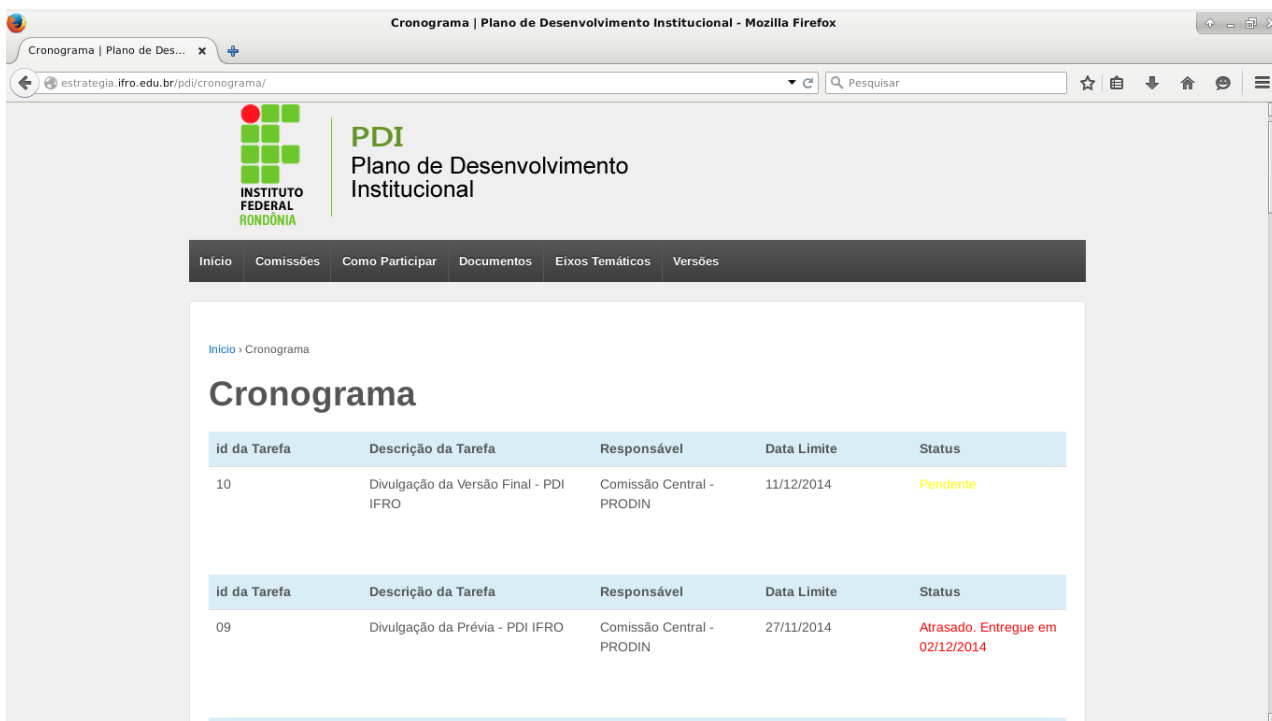 Cronograma | Plano de Desenvolvimento Institucional - Mozilla Firefox
Cronograma | Plano de Des...
estrategia.ifro.edu.br/pdi/cronograma/
Pesquisar
INSTITUTO
FEDERAL
RONDÔNIA
PDI
Plano de Desenvolvimento
Institucional
Início Comissões Como Participar Documentos Eixos Temáticos Versões
Início › Cronograma
Cronograma
id da Tarefa Descrição da Tarefa Responsável Data Limite Status
10 Divulgação da Versão Final - PDI Comissão Central - 11/12/2014 Pendente
IFRO PRODIN
id da Tarefa Descrição da Tarefa Responsável Data Limite Status
09 Divulgação da Prévia - PDI IFRO Comissão Central - 27/11/2014 Atrasado. Entregue em
PRODIN 02/12/2014